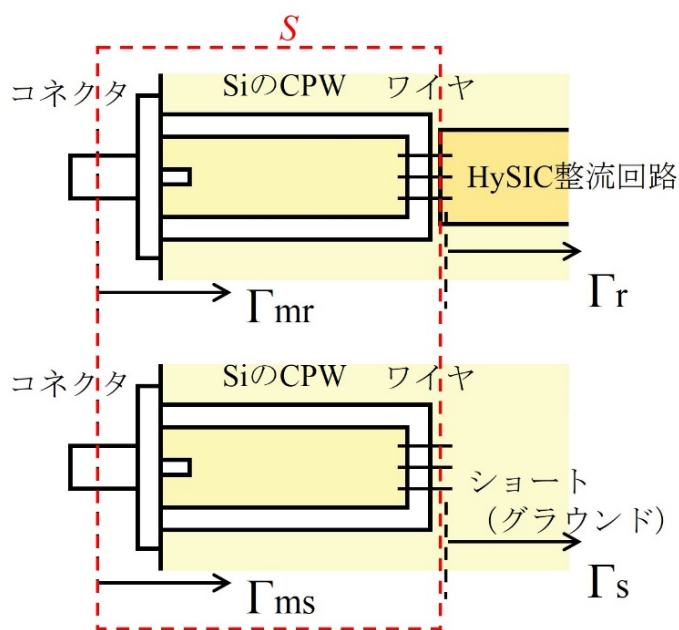 S
コネクタ SiのCPW ワイヤ
HySIC整流回路
Γmr Γr
コネクタ SiのCPW ワイヤ
ショート
（グラウンド）
Γms Γs